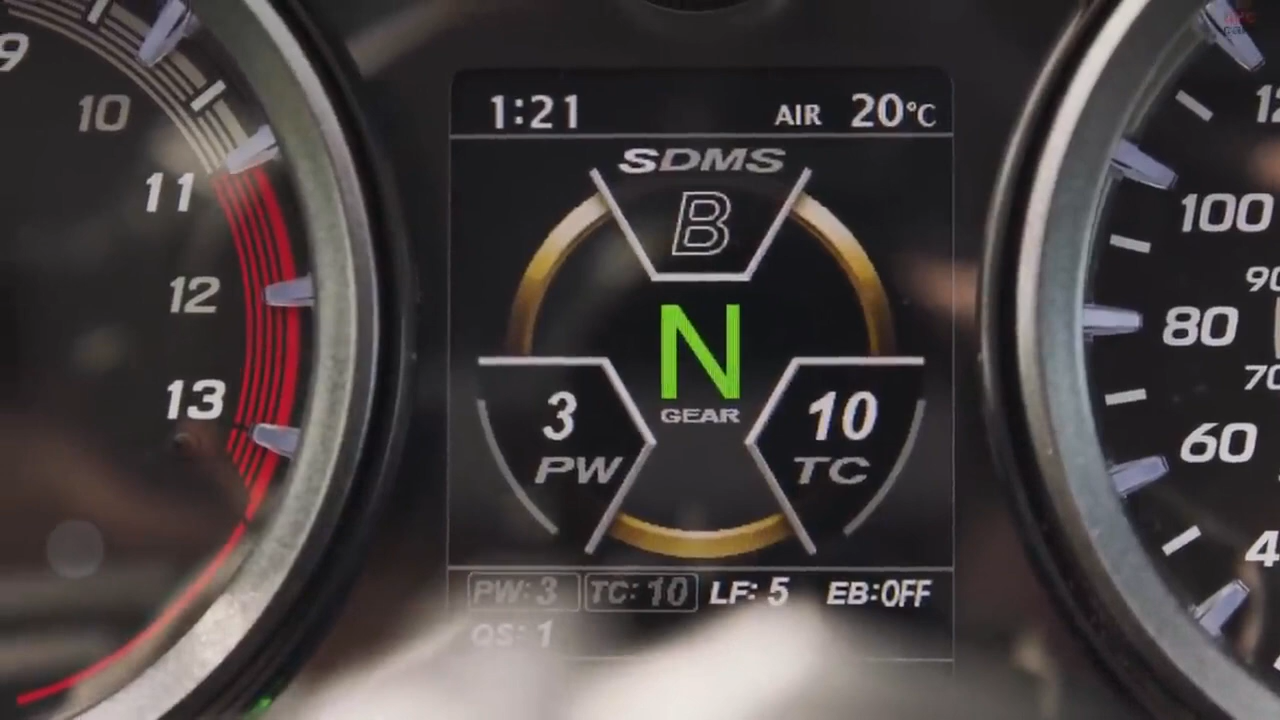 1:21 AIR 20°C
SDMS
B
N
GEAR
3
PW
10
TC
PW: 3 TC: 10 LF: 5 EB:OFF
QS: 1
9
10
11
12
13
100
80
60